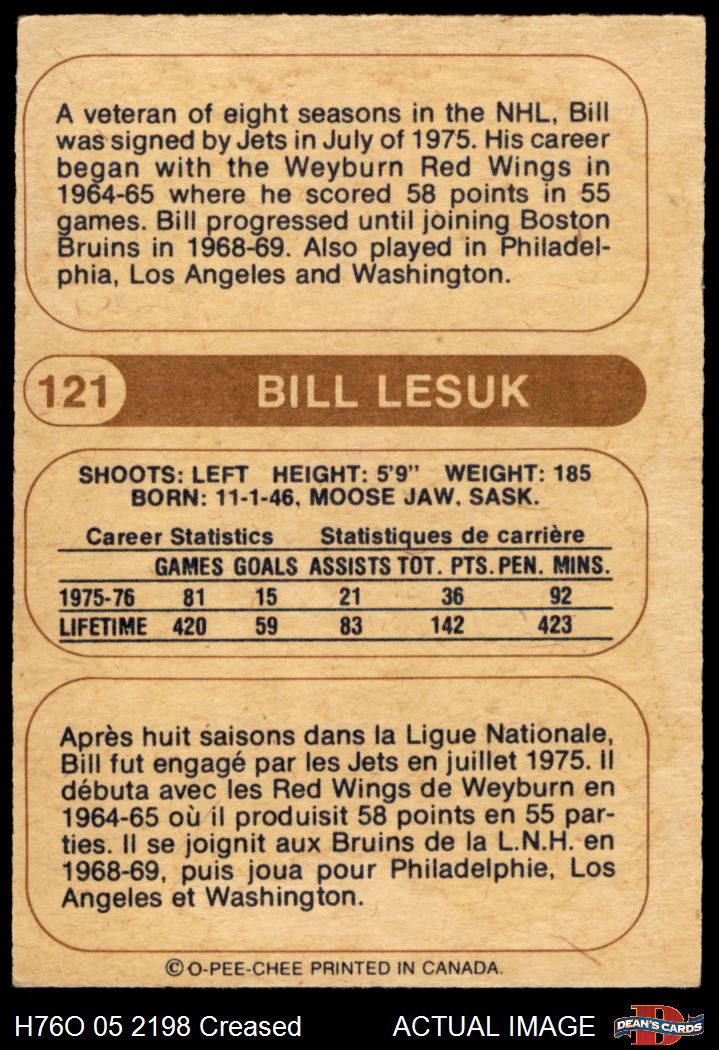 A veteran of eight seasons in the NHL, Bill
was signed by Jets in July of 1975. His career
began with the Weyburn Red Wings in
1964-65 where he scored 58 points in 55
games. Bill progressed until joining Boston
Bruins in 1968-69. Also played in Philadel-
phia, Los Angeles and Washington.
121 BILL LESUK
SHOOTS: LEFT HEIGHT: 5'9" WEIGHT: 185
BORN: 11-1-46, MOOSE JAW, SASK.
Career Statistics Statistiques de carrière
GAMES GOALS ASSISTS TOT. PTS. PEN. MINS.
1975-76 81 15 21 36 92
LIFETIME 420 59 83 142 423
Après huit saisons dans la Ligue Nationale,
Bill fut engagé par les Jets en juillet 1975. Il
débuta avec les Red Wings de Weyburn en
1964-65 où il produisit 58 points en 55 par-
ties. Il se joignit aux Bruins de la L.N.H. en
1968-69, puis joua pour Philadelphie, Los
Angeles et Washington.
© O-PEE-CHEE PRINTED IN CANADA.
H76O 05 2198 Creased ACTUAL IMAGE D DEAN'S CARDS